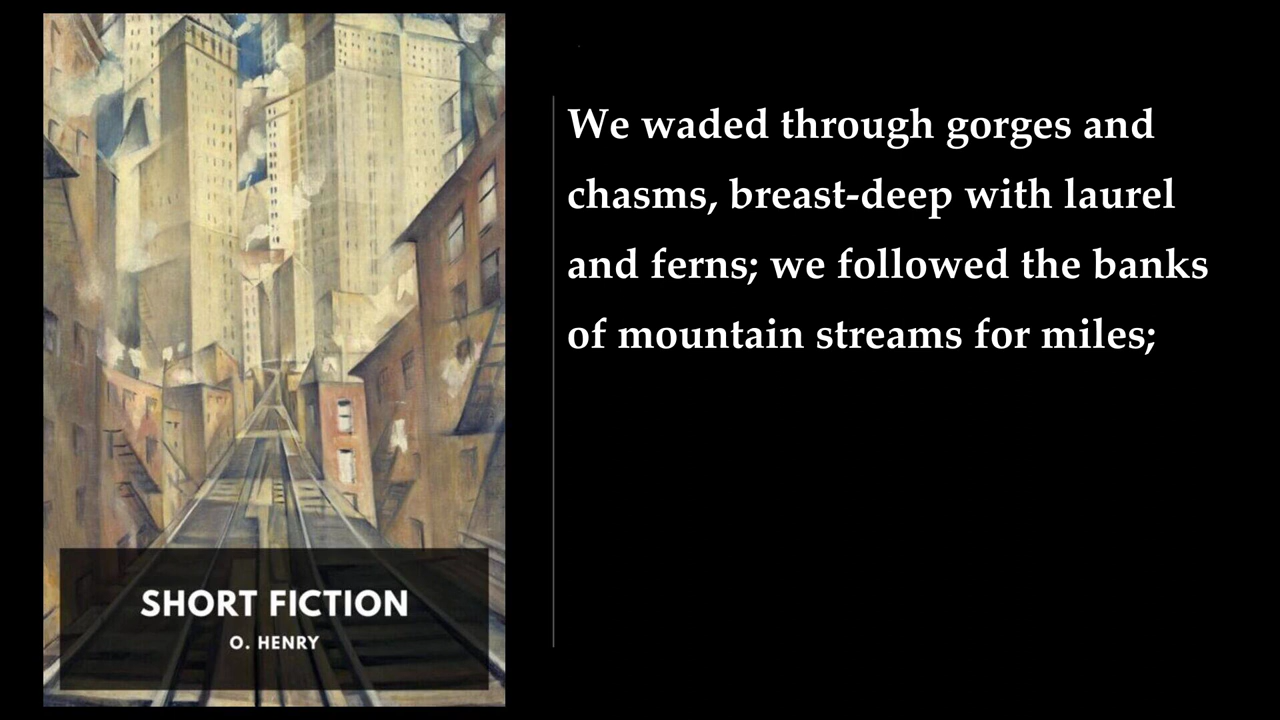 We waded through gorges and
chasms, breast-deep with laurel
and ferns; we followed the banks
of mountain streams for miles;
SHORT FICTION
O. HENRY